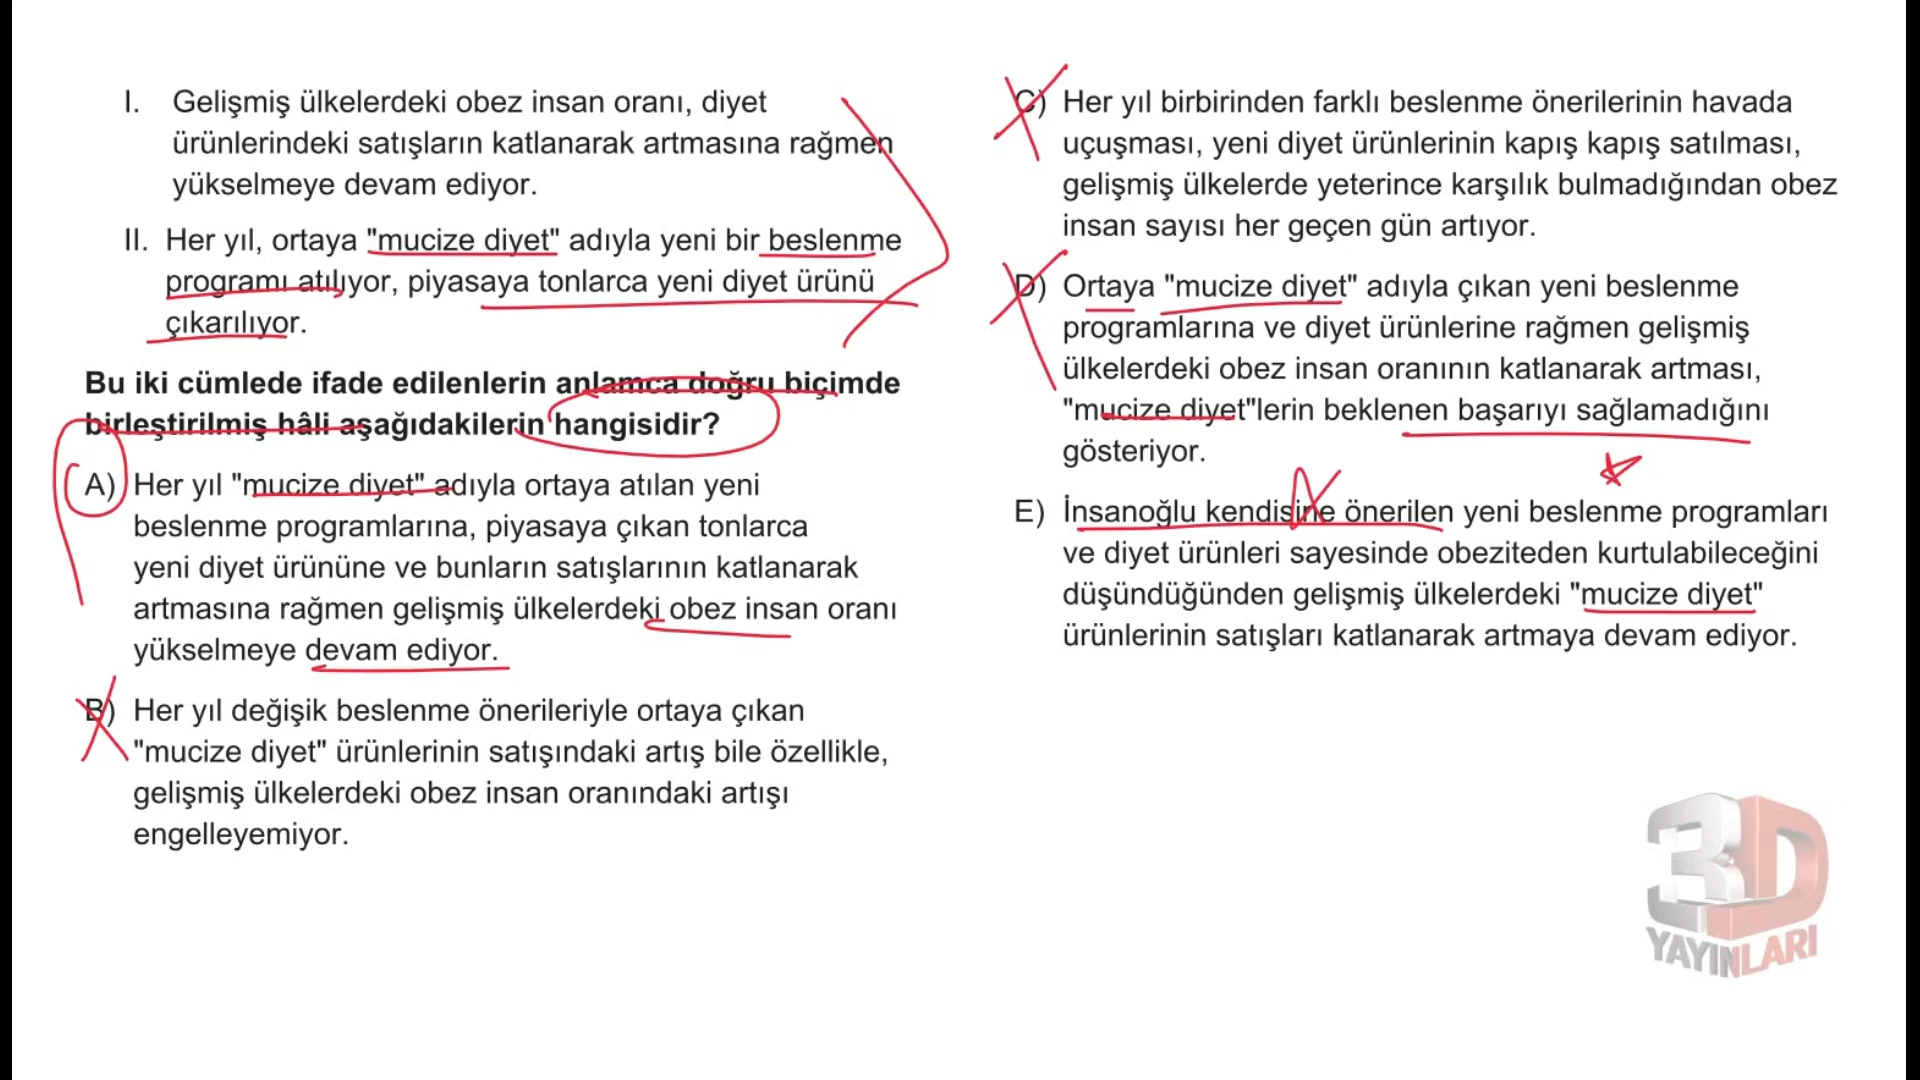 I. Gelişmiş ülkelerdeki obez insan oranı, diyet
ürünlerindeki satışların katlanarak artmasına rağmen
yükselmeye devam ediyor.
II. Her yıl, ortaya "mucize diyet" adıyla yeni bir beslenme
programı atılıyor, piyasaya tonlarca yeni diyet ürünü
çıkarılıyor.
Bu iki cümlede ifade edilenlerin anlamca doğru biçimde
birleştirilmiş hâli aşağıdakilerin hangisidir?
A) Her yıl "mucize diyet" adıyla ortaya atılan yeni
beslenme programlarına, piyasaya çıkan tonlarca
yeni diyet ürününe ve bunların satışlarının katlanarak
artmasına rağmen gelişmiş ülkelerdeki obez insan oranı
yükselmeye devam ediyor.
B) Her yıl değişik beslenme önerileriyle ortaya çıkan
"mucize diyet" ürünlerinin satışındaki artış bile özellikle,
gelişmiş ülkelerdeki obez insan oranındaki artışı
engelleyemiyor.
C) Her yıl birbirinden farklı beslenme önerilerinin havada
uçuşması, yeni diyet ürünlerinin kapış kapış satılması,
gelişmiş ülkelerde yeterince karşılık bulmadığından obez
insan sayısı her geçen gün artıyor.
D) Ortaya "mucize diyet" adıyla çıkan yeni beslenme
programlarına ve diyet ürünlerine rağmen gelişmiş
ülkelerdeki obez insan oranının katlanarak artması,
"mucize diyet"lerin beklenen başarıyı sağlamadığını
gösteriyor.
E) İnsanoğlu kendisine önerilen yeni beslenme programları
ve diyet ürünleri sayesinde obeziteden kurtulabileceğini
düşündüğünden gelişmiş ülkelerdeki "mucize diyet"
ürünlerinin satışları katlanarak artmaya devam ediyor.
3D
YAYINLARI